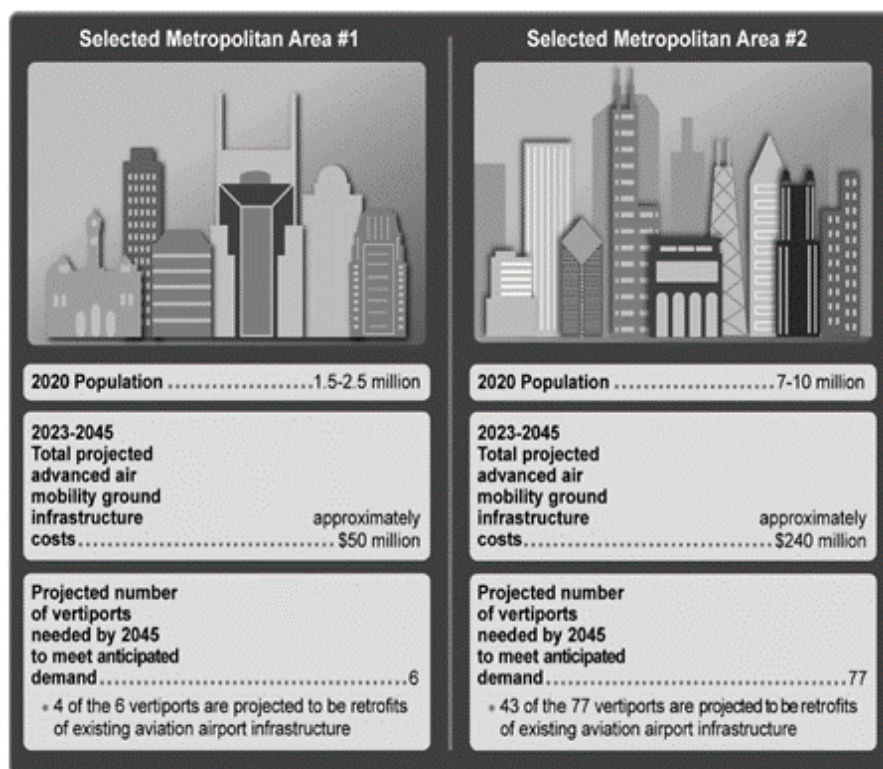 Selected Metropolitan Area #1
2020 Population ......................1.5-2.5 million
2023-2045
Total projected
advanced air
mobility ground
infrastructure approximately
costs.......................................$50 million
Projected number
of vertiports
needed by 2045
to meet anticipated
demand................................................6
• 4 of the 6 vertiports are projected to be retrofits
of existing aviation airport infrastructure
Selected Metropolitan Area #2
2020 Population ........................7-10 million
2023-2045
Total projected
advanced air
mobility ground
infrastructure approximately
costs......................................$240 million
Projected number
of vertiports
needed by 2045
to meet anticipated
demand..............................................77
• 43 of the 77 vertiports are projected to be retrofits
of existing aviation airport infrastructure